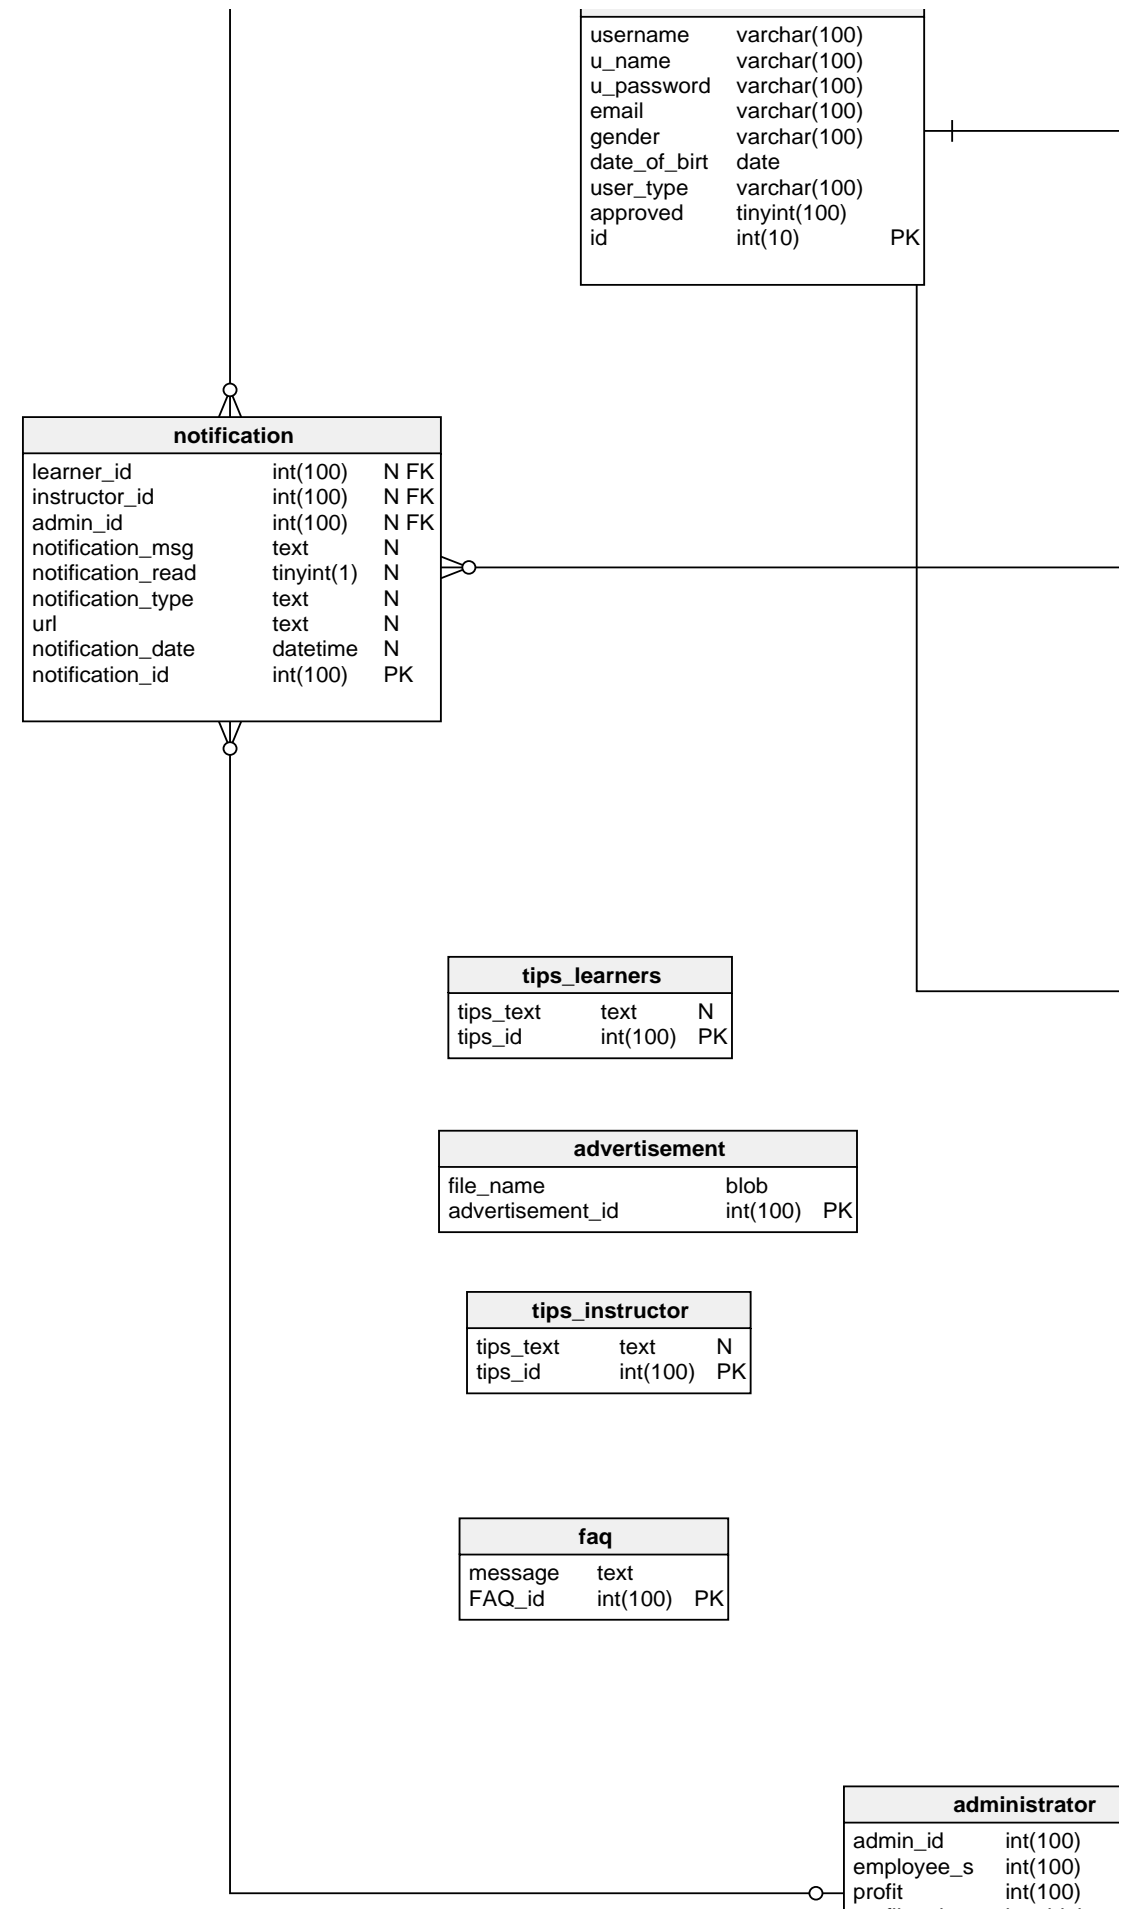 username varchar(100)
u_name varchar(100)
u_password varchar(100)
email varchar(100)
gender varchar(100)
date_of_birt date
user_type varchar(100)
approved tinyint(100)
id int(10) PK
notification
learner_id int(100) N FK
instructor_id int(100) N FK
admin_id int(100) N FK
notification_msg text N
notification_read tinyint(1) N
notification_type text N
url text N
notification_date datetime N
notification_id int(100) PK
tips_learners
tips_text text N
tips_id int(100) PK
advertisement
file_name blob
advertisement_id int(100) PK
tips_instructor
tips_text text N
tips_id int(100) PK
faq
message text
FAQ_id int(100) PK
administrator
admin_id int(100)
employee_s int(100)
profit int(100)